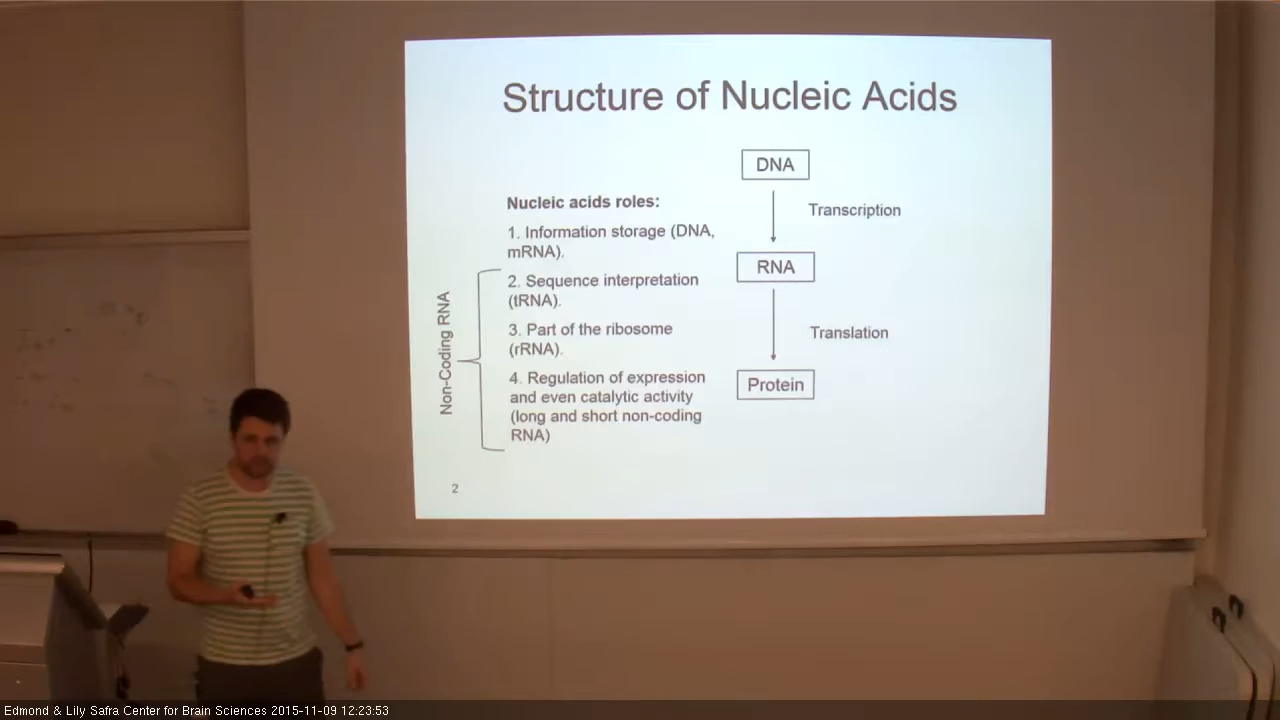 Structure of Nucleic Acids
DNA
Transcription
RNA
Translation
Protein
Nucleic acids roles:
1. Information storage (DNA,
mRNA).
2. Sequence interpretation
(tRNA).
3. Part of the ribosome
(rRNA).
4. Regulation of expression
and even catalytic activity
(long and short non-coding
RNA)
Non-Coding RNA
2
Edmond & Lily Safra Center for Brain Sciences 2015-11-09 12:23:53